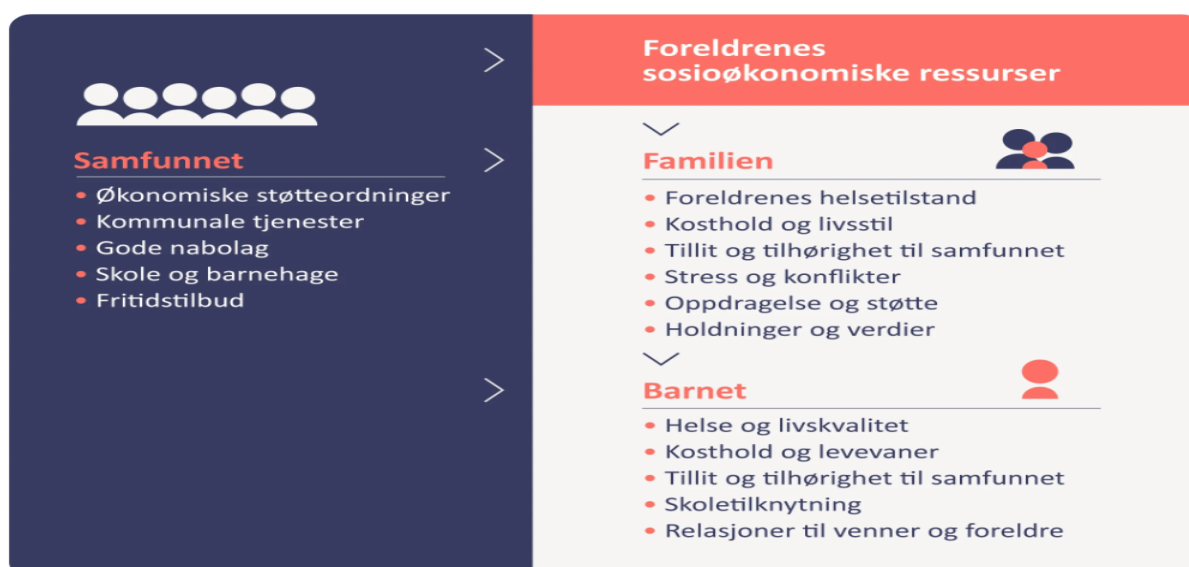 Samfunnet
Økonomiske støtteordninger
Kommunale tjenester
Gode nabolag
Skole og barnehage
Fritidstilbud
Foreldrenes
sosioøkonomiske ressurser
Familien
Foreldrenes helsetilstand
Kosthold og livsstil
Tillit og tilhørighet til samfunnet
Stress og konflikter
Oppdragelse og støtte
Holdninger og verdier
Barnet
Helse og livskvalitet
Kosthold og levevaner
Tillit og tilhørighet til samfunnet
Skoletilknytning
Relasjoner til venner og foreldre